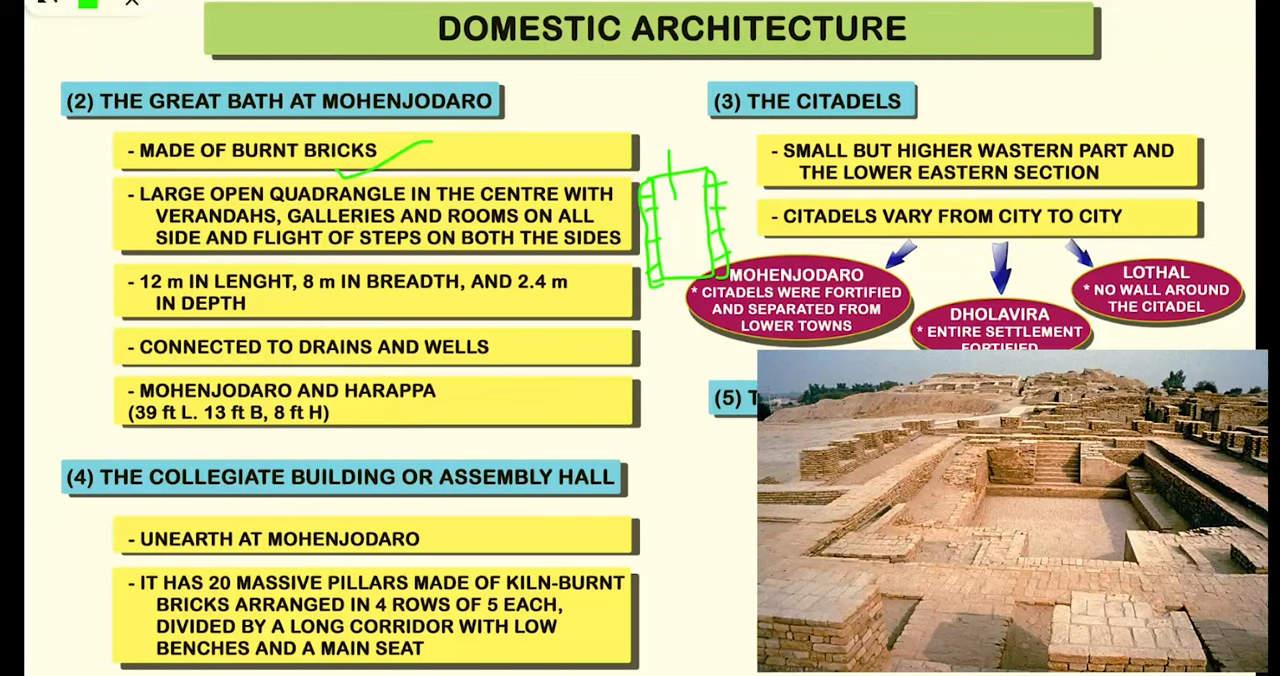 DOMESTIC ARCHITECTURE
(2) THE GREAT BATH AT MOHENJODARO
- MADE OF BURNT BRICKS
- LARGE OPEN QUADRANGLE IN THE CENTRE WITH
VERANDAHS, GALLERIES AND ROOMS ON ALL
SIDE AND FLIGHT OF STEPS ON BOTH THE SIDES
- 12 m IN LENGHT, 8 m IN BREADTH, AND 2.4 m
IN DEPTH
- CONNECTED TO DRAINS AND WELLS
- MOHENJODARO AND HARAPPA
(39 ft L. 13 ft B, 8 ft H)
(3) THE CITADELS
- SMALL BUT HIGHER WASTERN PART AND
THE LOWER EASTERN SECTION
- CITADELS VARY FROM CITY TO CITY
MOHENJODARO
* CITADELS WERE FORTIFIED
AND SEPARATED FROM
LOWER TOWNS
DHOLAVIRA
* ENTIRE SETTLEMENT
FORTIFIED
LOTHAL
* NO WALL AROUND
THE CITADEL
(4) THE COLLEGIATE BUILDING OR ASSEMBLY HALL
- UNEARTH AT MOHENJODARO
- IT HAS 20 MASSIVE PILLARS MADE OF KILN-BURNT
BRICKS ARRANGED IN 4 ROWS OF 5 EACH,
DIVIDED BY A LONG CORRIDOR WITH LOW
BENCHES AND A MAIN SEAT
(5)